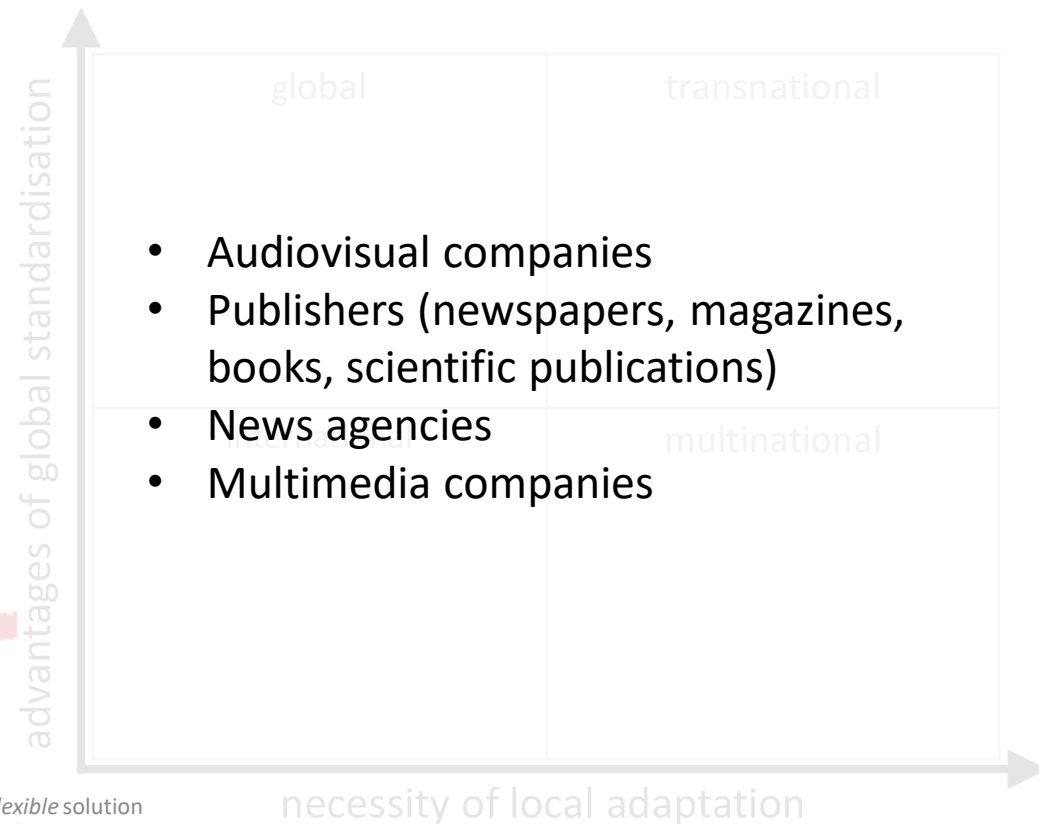 advantages of global standardisation
global
transnational
• Audiovisual companies
• Publishers (newspapers, magazines,
books, scientific publications)
• News agencies
international
multinational
• Multimedia companies
solution
necessity of local adaptation